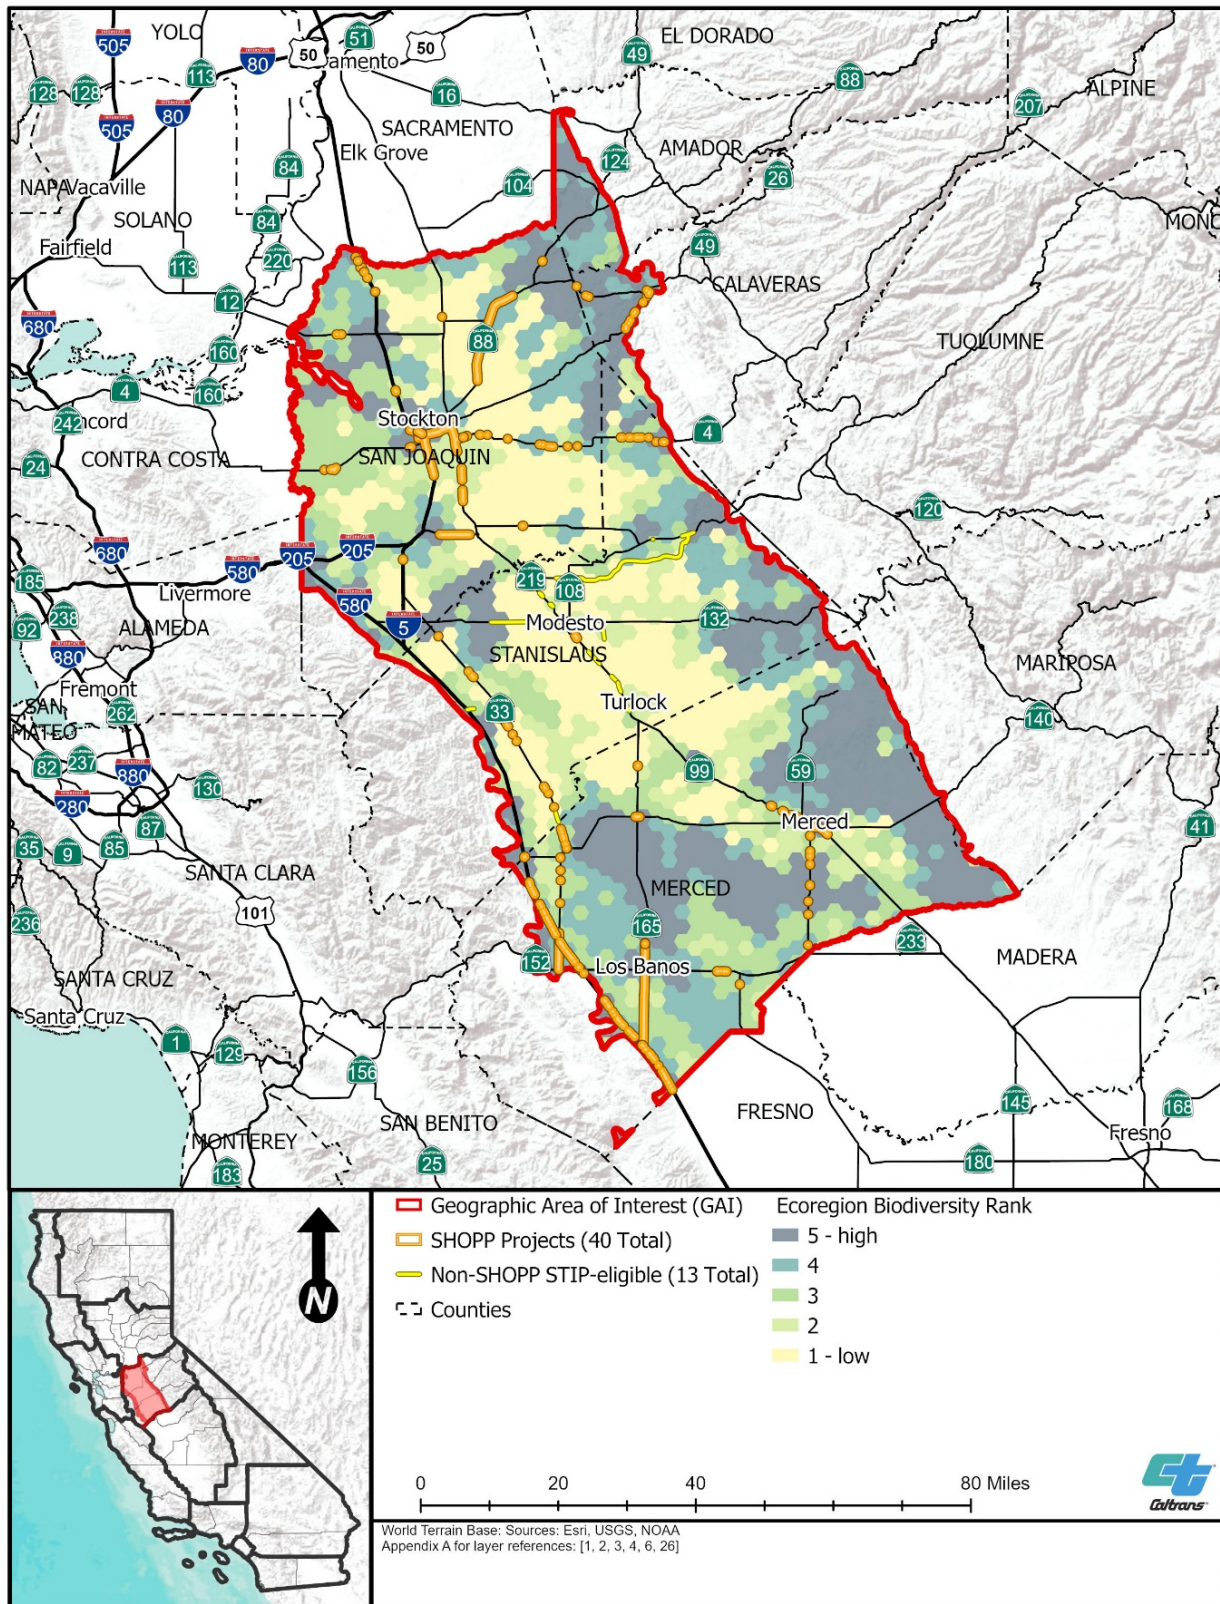 YOLO
EL DORADO
ALPINE
505
80
113
50
51
50
amento
49
88
207
128
128
16
505
80
SACRAMENTO
Elk Grove
AMADOR
124
26
84
104
NAPA
Vacaville
SOLANO
84
MONO
Fairfield
113
220
49
CALAVERAS
12
680
160
88
TUOLUMNE
4
160
242
ncord
Stockton
4
24
CONTRA COSTA
SAN JOAQUIN
120
680
205
205
185
580
219
108
Livermore
580
132
92
238
ALAMEDA
5
Modesto
880
STANISLAUS
MARIPOSA
Fremont
SAN
MATEO
262
33
Turlock
140
82
237
880
99
59
280
130
87
Merced
41
35
9
85
SANTA CLARA
MERCED
101
236
165
233
152
Los Banos
MADERA
SANTA CRUZ
Santa Cruz
1
129
156
145
168
FRESNO
Fresno
MONTEREY
SAN BENITO
183
25
180
Geographic Area of Interest (GAI)
SHOPP Projects (40 Total)
Non-SHOPP STIP-eligible (13 Total)
Counties
Ecoregion Biodiversity Rank
5 - high
4
3
2
1 - low
N
0
20
40
80 Miles
Caltrans
World Terrain Base: Sources: Esri, USGS, NOAA
Appendix A for layer references: [1, 2, 3, 4, 6, 26]